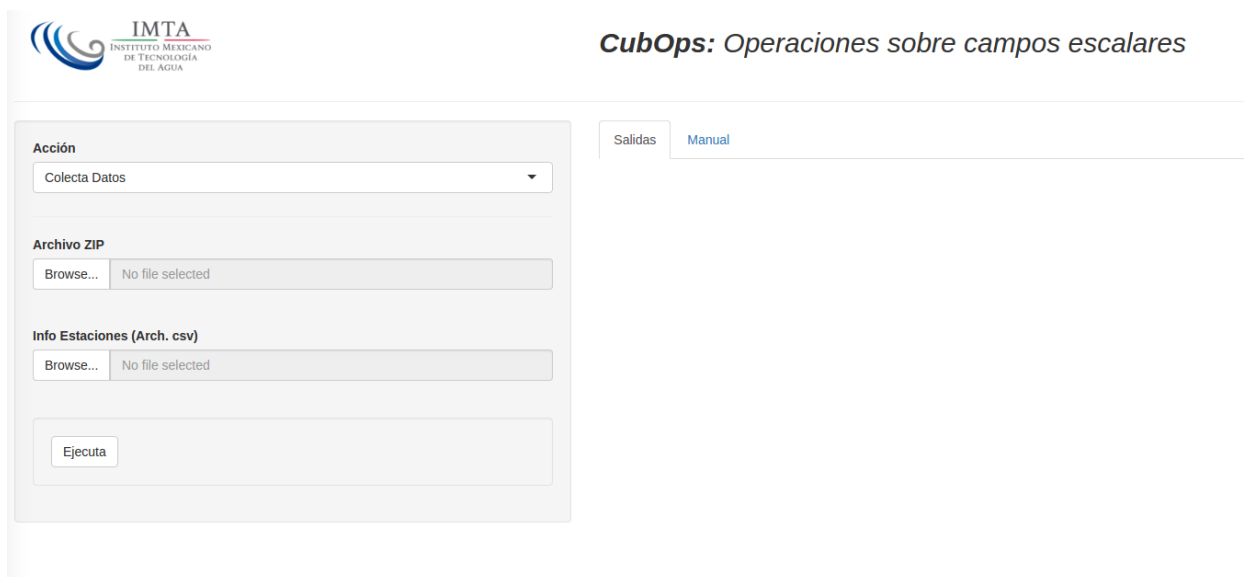 IMTA
INSTITUTO MEXICANO
DE TECNOLOGÍA
DEL AGUA
CubOps: Operaciones sobre campos escalares
Acción
Colecta Datos
Archivo ZIP
Browse... No file selected
Info Estaciones (Arch. csv)
Browse... No file selected
Ejecuta
Salidas Manual